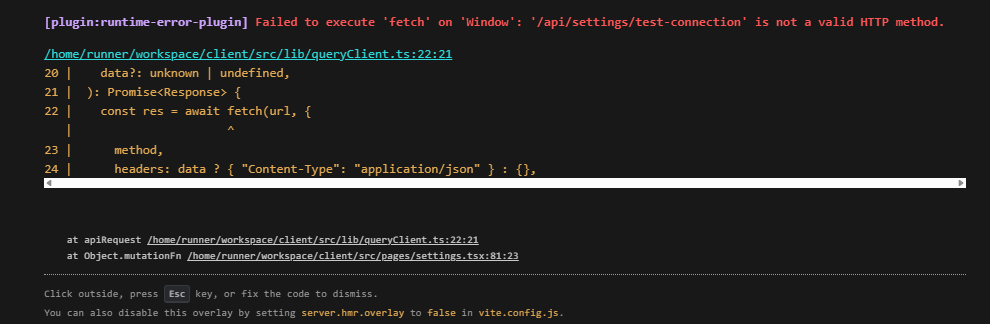 [plugin:runtime-error-plugin] Failed to execute 'fetch' on 'Window': '/api/settings/test-connection' is not a valid HTTP method.
/home/runner/workspace/client/src/lib/queryClient.ts:22:21
20 |    data?: unknown | undefined,
21 |  ): Promise<Response> {
22 |    const res = await fetch(url, {
   |                      ^
23 |      method,
24 |      headers: data ? { "Content-Type": "application/json" } : {},
at apiRequest /home/runner/workspace/client/src/lib/queryClient.ts:22:21
at Object.mutationFn /home/runner/workspace/client/src/pages/settings.tsx:81:23
Click outside, press Esc key, or fix the code to dismiss.
You can also disable this overlay by setting server.hmr.overlay to false in vite.config.js.